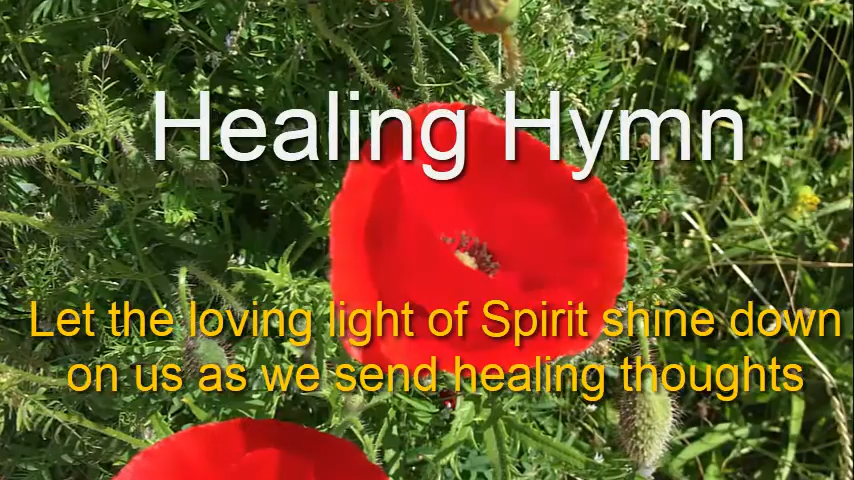 Healing Hymn
Let the loving light of Spirit shine down
on us as we send healing thoughts